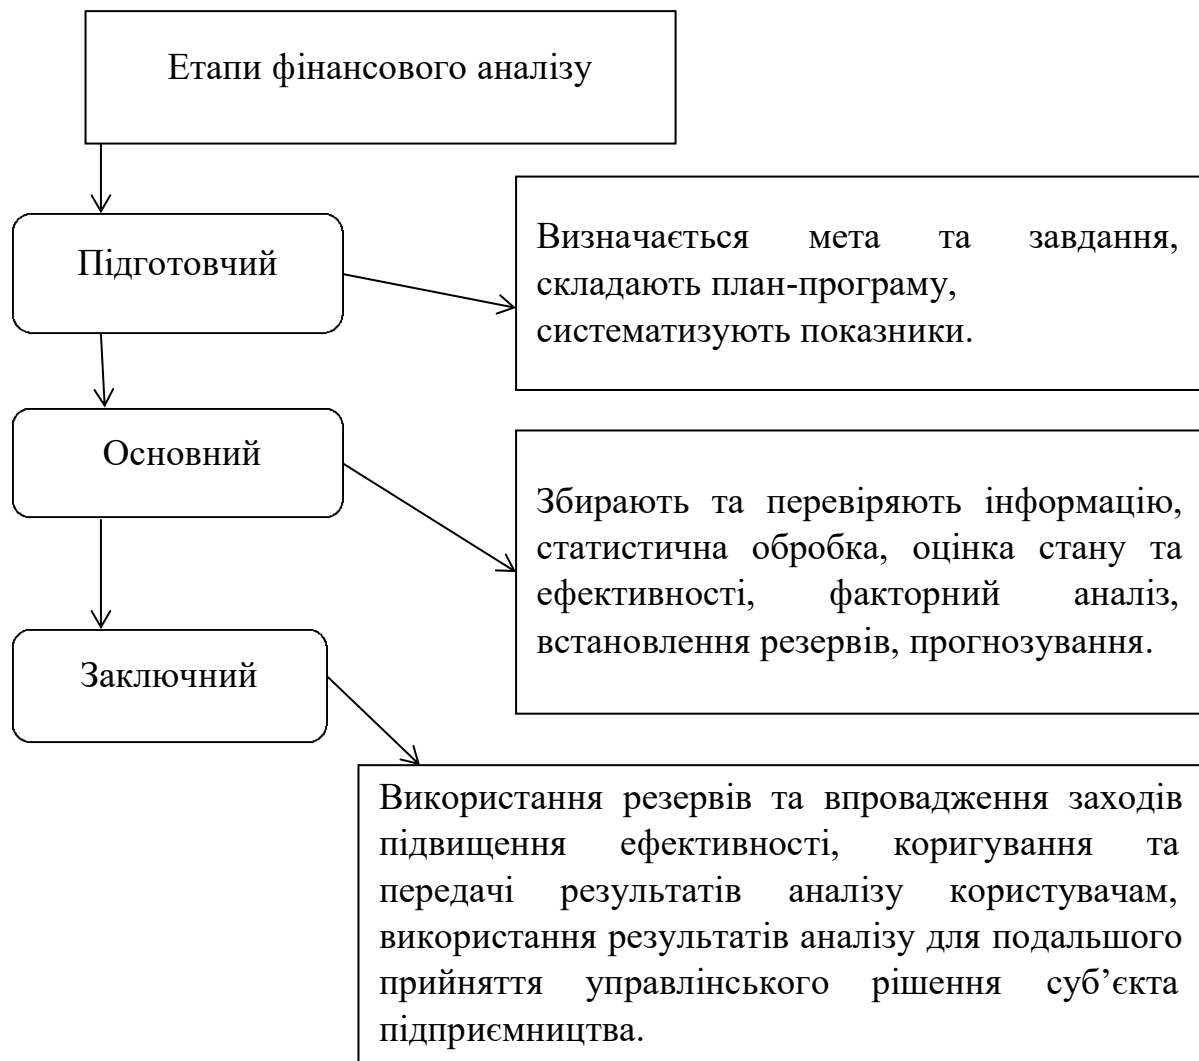 Етапи фінансового аналізу
Підготовчий
Визначається мета та завдання,
складають план-програму,
систематизують показники.
Основний
Збирають та перевіряють інформацію,
статистична обробка, оцінка стану та
ефективності, факторний аналіз,
встановлення резервів, прогнозування.
Заключний
Використання резервів та впровадження заходів
підвищення ефективності, коригування та
передачі результатів аналізу користувачам,
використання результатів аналізу для подальшого
прийняття управлінського рішення суб’єкта
підприємництва.